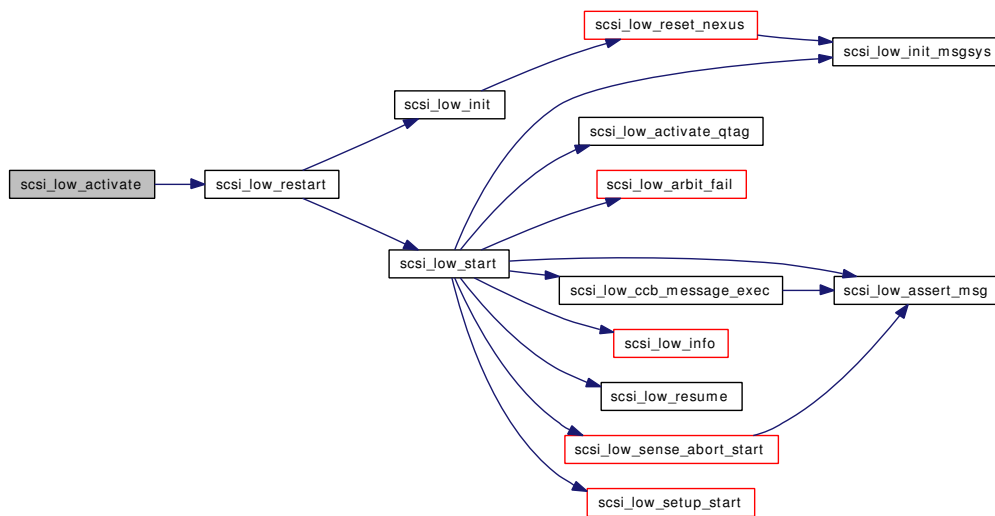 scsi_low_reset_nexus
scsi_low_init_msgsys
scsi_low_init
scsi_low_activate_qtag
scsi_low_activate
scsi_low_restart
scsi_low_arbit_fail
scsi_low_start
scsi_low_ccb_message_exec
scsi_low_assert_msg
scsi_low_info
scsi_low_resume
scsi_low_sense_abort_start
scsi_low_setup_start